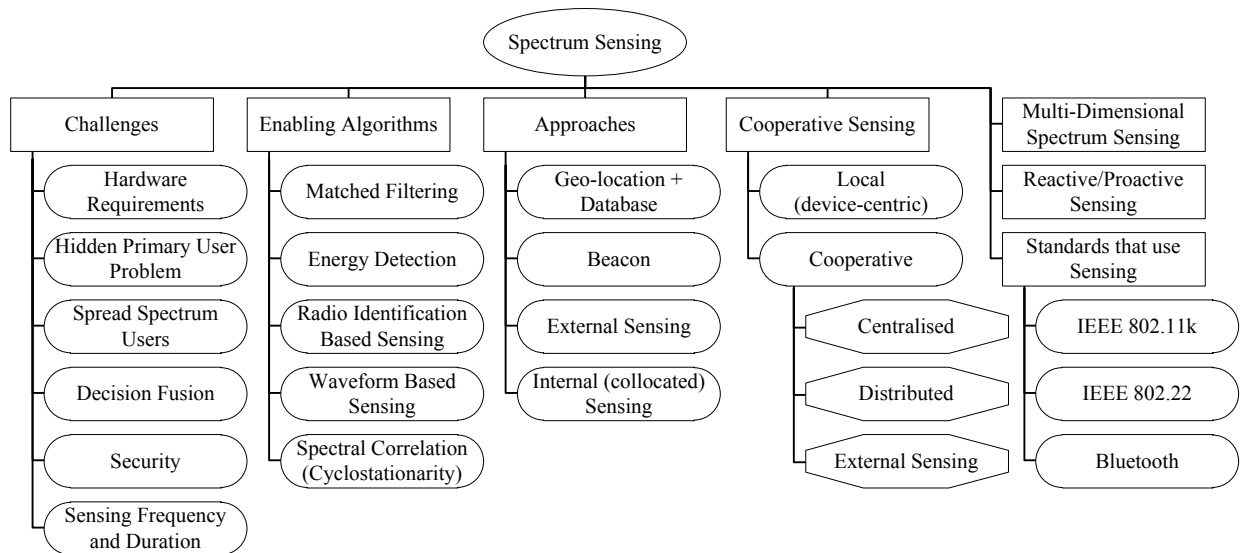 Spectrum Sensing
Challenges
Hardware
Requirements
Hidden Primary User
Problem
Spread Spectrum
Users
Decision Fusion
Security
Sensing Frequency
and Duration
Enabling Algorithms
Matched Filtering
Energy Detection
Radio Identification
Based Sensing
Waveform Based
Sensing
Spectral Correlation
(Cyclostationarity)
Approaches
Geo-location +
Database
Beacon
External Sensing
Internal (collocated)
Sensing
Cooperative Sensing
Local
(device-centric)
Cooperative
Centralised
Distributed
External Sensing
Multi-Dimensional
Spectrum Sensing
Reactive/Proactive
Sensing
Standards that use
Sensing
IEEE 802.11k
IEEE 802.22
Bluetooth